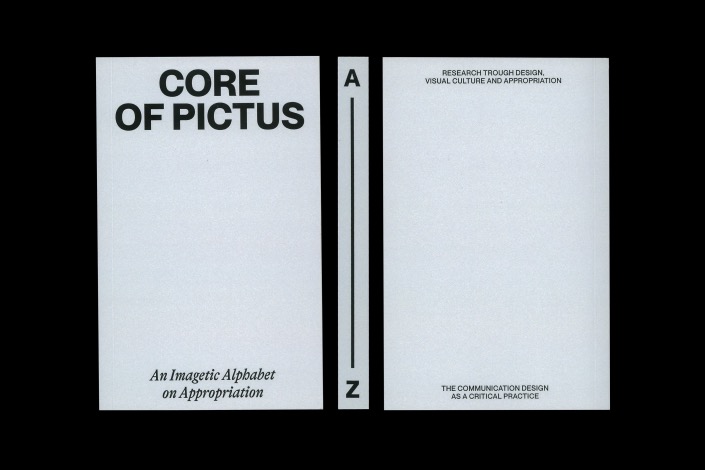 CORE
OF PICTUS
An Imagetic Alphabet
on Appropriation
A
Z
RESEARCH TROUGH DESIGN,
VISUAL CULTURE AND APPROPRIATION
THE COMMUNICATION DESIGN
AS A CRITICAL PRACTICE